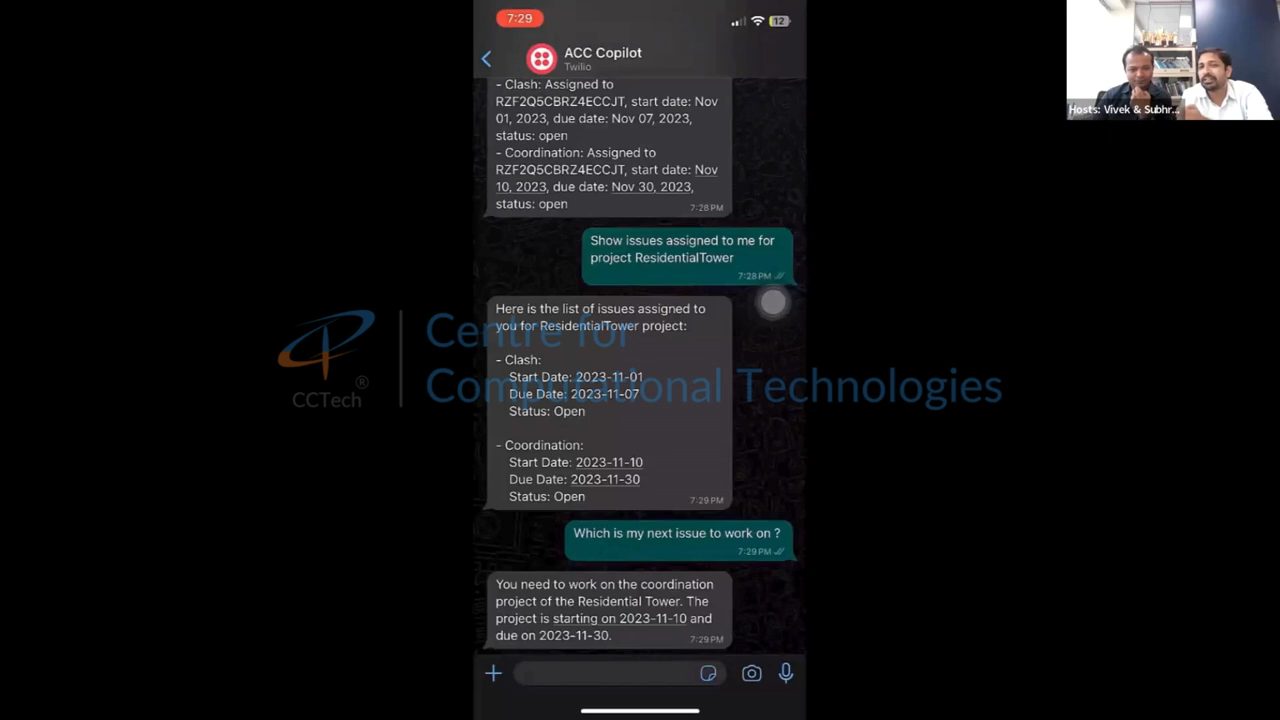 7:29
12
ACC Copilot
Twilio
- Clash: Assigned to
RZF2Q5CBRZ4ECCJT, start date: Nov
01, 2023, due date: Nov 07, 2023,
status: open
- Coordination: Assigned to
RZF2Q5CBRZ4ECCJT, start date: Nov
10, 2023, due date: Nov 30, 2023,
status: open
7:28 PM
Show issues assigned to me for
project ResidentialTower
7:28 PM
Here is the list of issues assigned to
you for ResidentialTower project:
- Clash:
Start Date: 2023-11-01
Due Date: 2023-11-07
Status: Open
- Coordination:
Start Date: 2023-11-10
Due Date: 2023-11-30
Status: Open
7:29 PM
Which is my next issue to work on ?
7:29 PM
You need to work on the coordination
project of the Residential Tower. The
project is starting on 2023-11-10 and
due on 2023-11-30.
7:29 PM
CCTech ®
Centre for
Computational Technologies
Hosts: Vivek & Subhr...